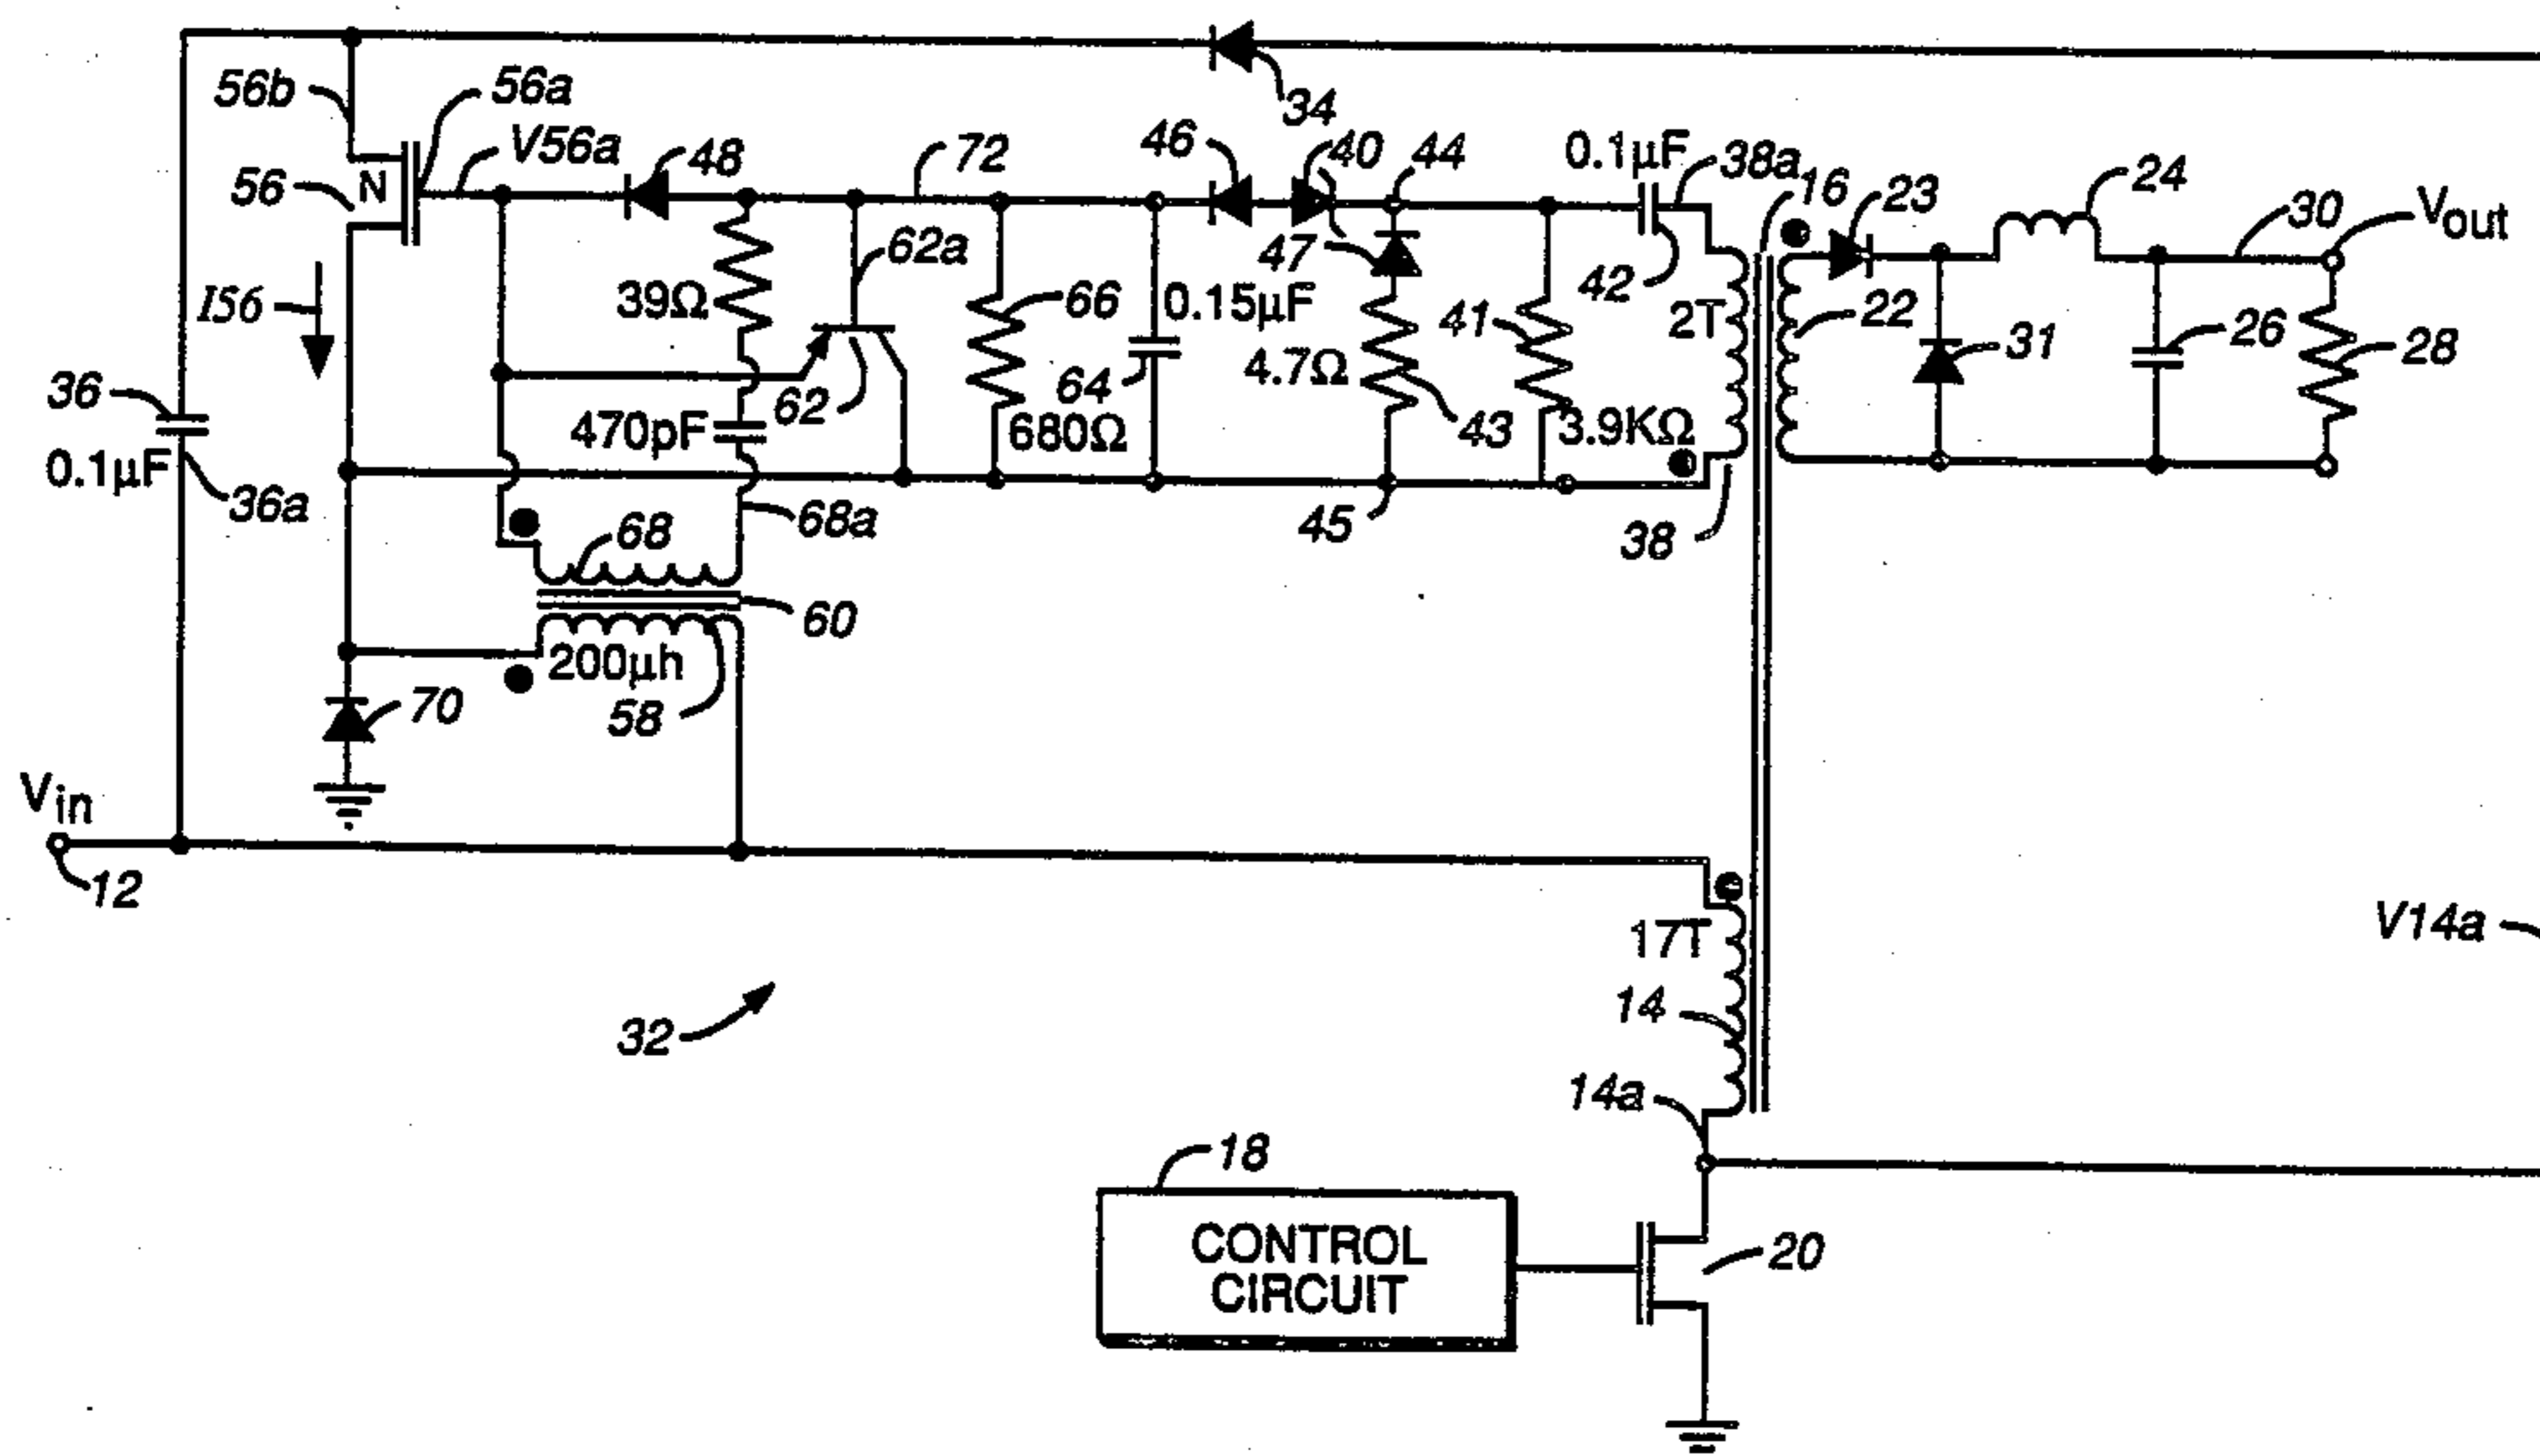 56b
56a
V56a
48
72
46
40
34
44
0.1µF
38a
16
23
24
30
Vout
56
N
62a
47
42
39Ω
66
0.15µF
41
2T
22
31
26
28
I56
4.7Ω
36
62
64
43
470pF
680Ω
3.9KΩ
0.1µF
36a
68
68a
45
38
60
200µh
58
70
Vin
12
17T
V14a
14
32
14a
18
CONTROL
CIRCUIT
20